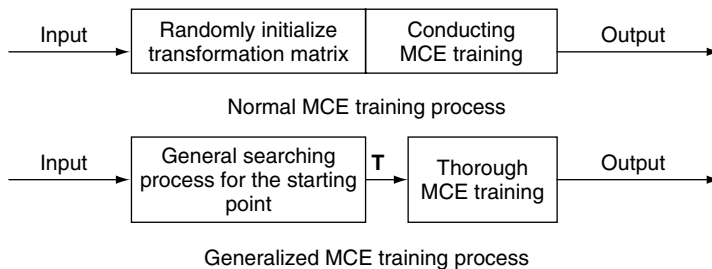 Input
Randomly initialize
transformation matrix
Conducting
MCE training
Output
Normal MCE training process
Input
General searching
process for the starting
point
T
Thorough
MCE training
Output
Generalized MCE training process